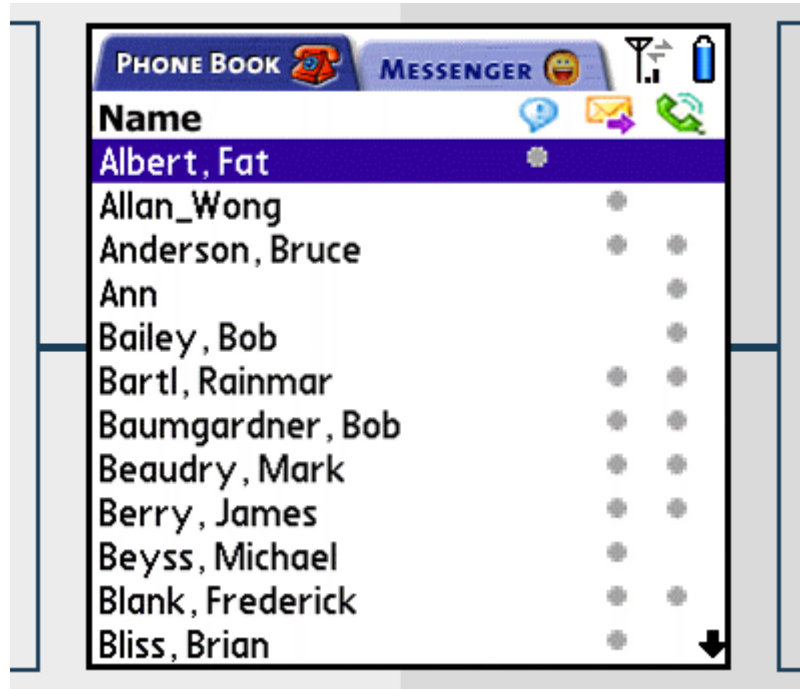 PHONE BOOK MESSENGER
Name
Albert, Fat
Allan_Wong
Anderson, Bruce
Ann
Bailey, Bob
Bartl, Rainmar
Baumgardner, Bob
Beaudry, Mark
Berry, James
Beyss, Michael
Blank, Frederick
Bliss, Brian